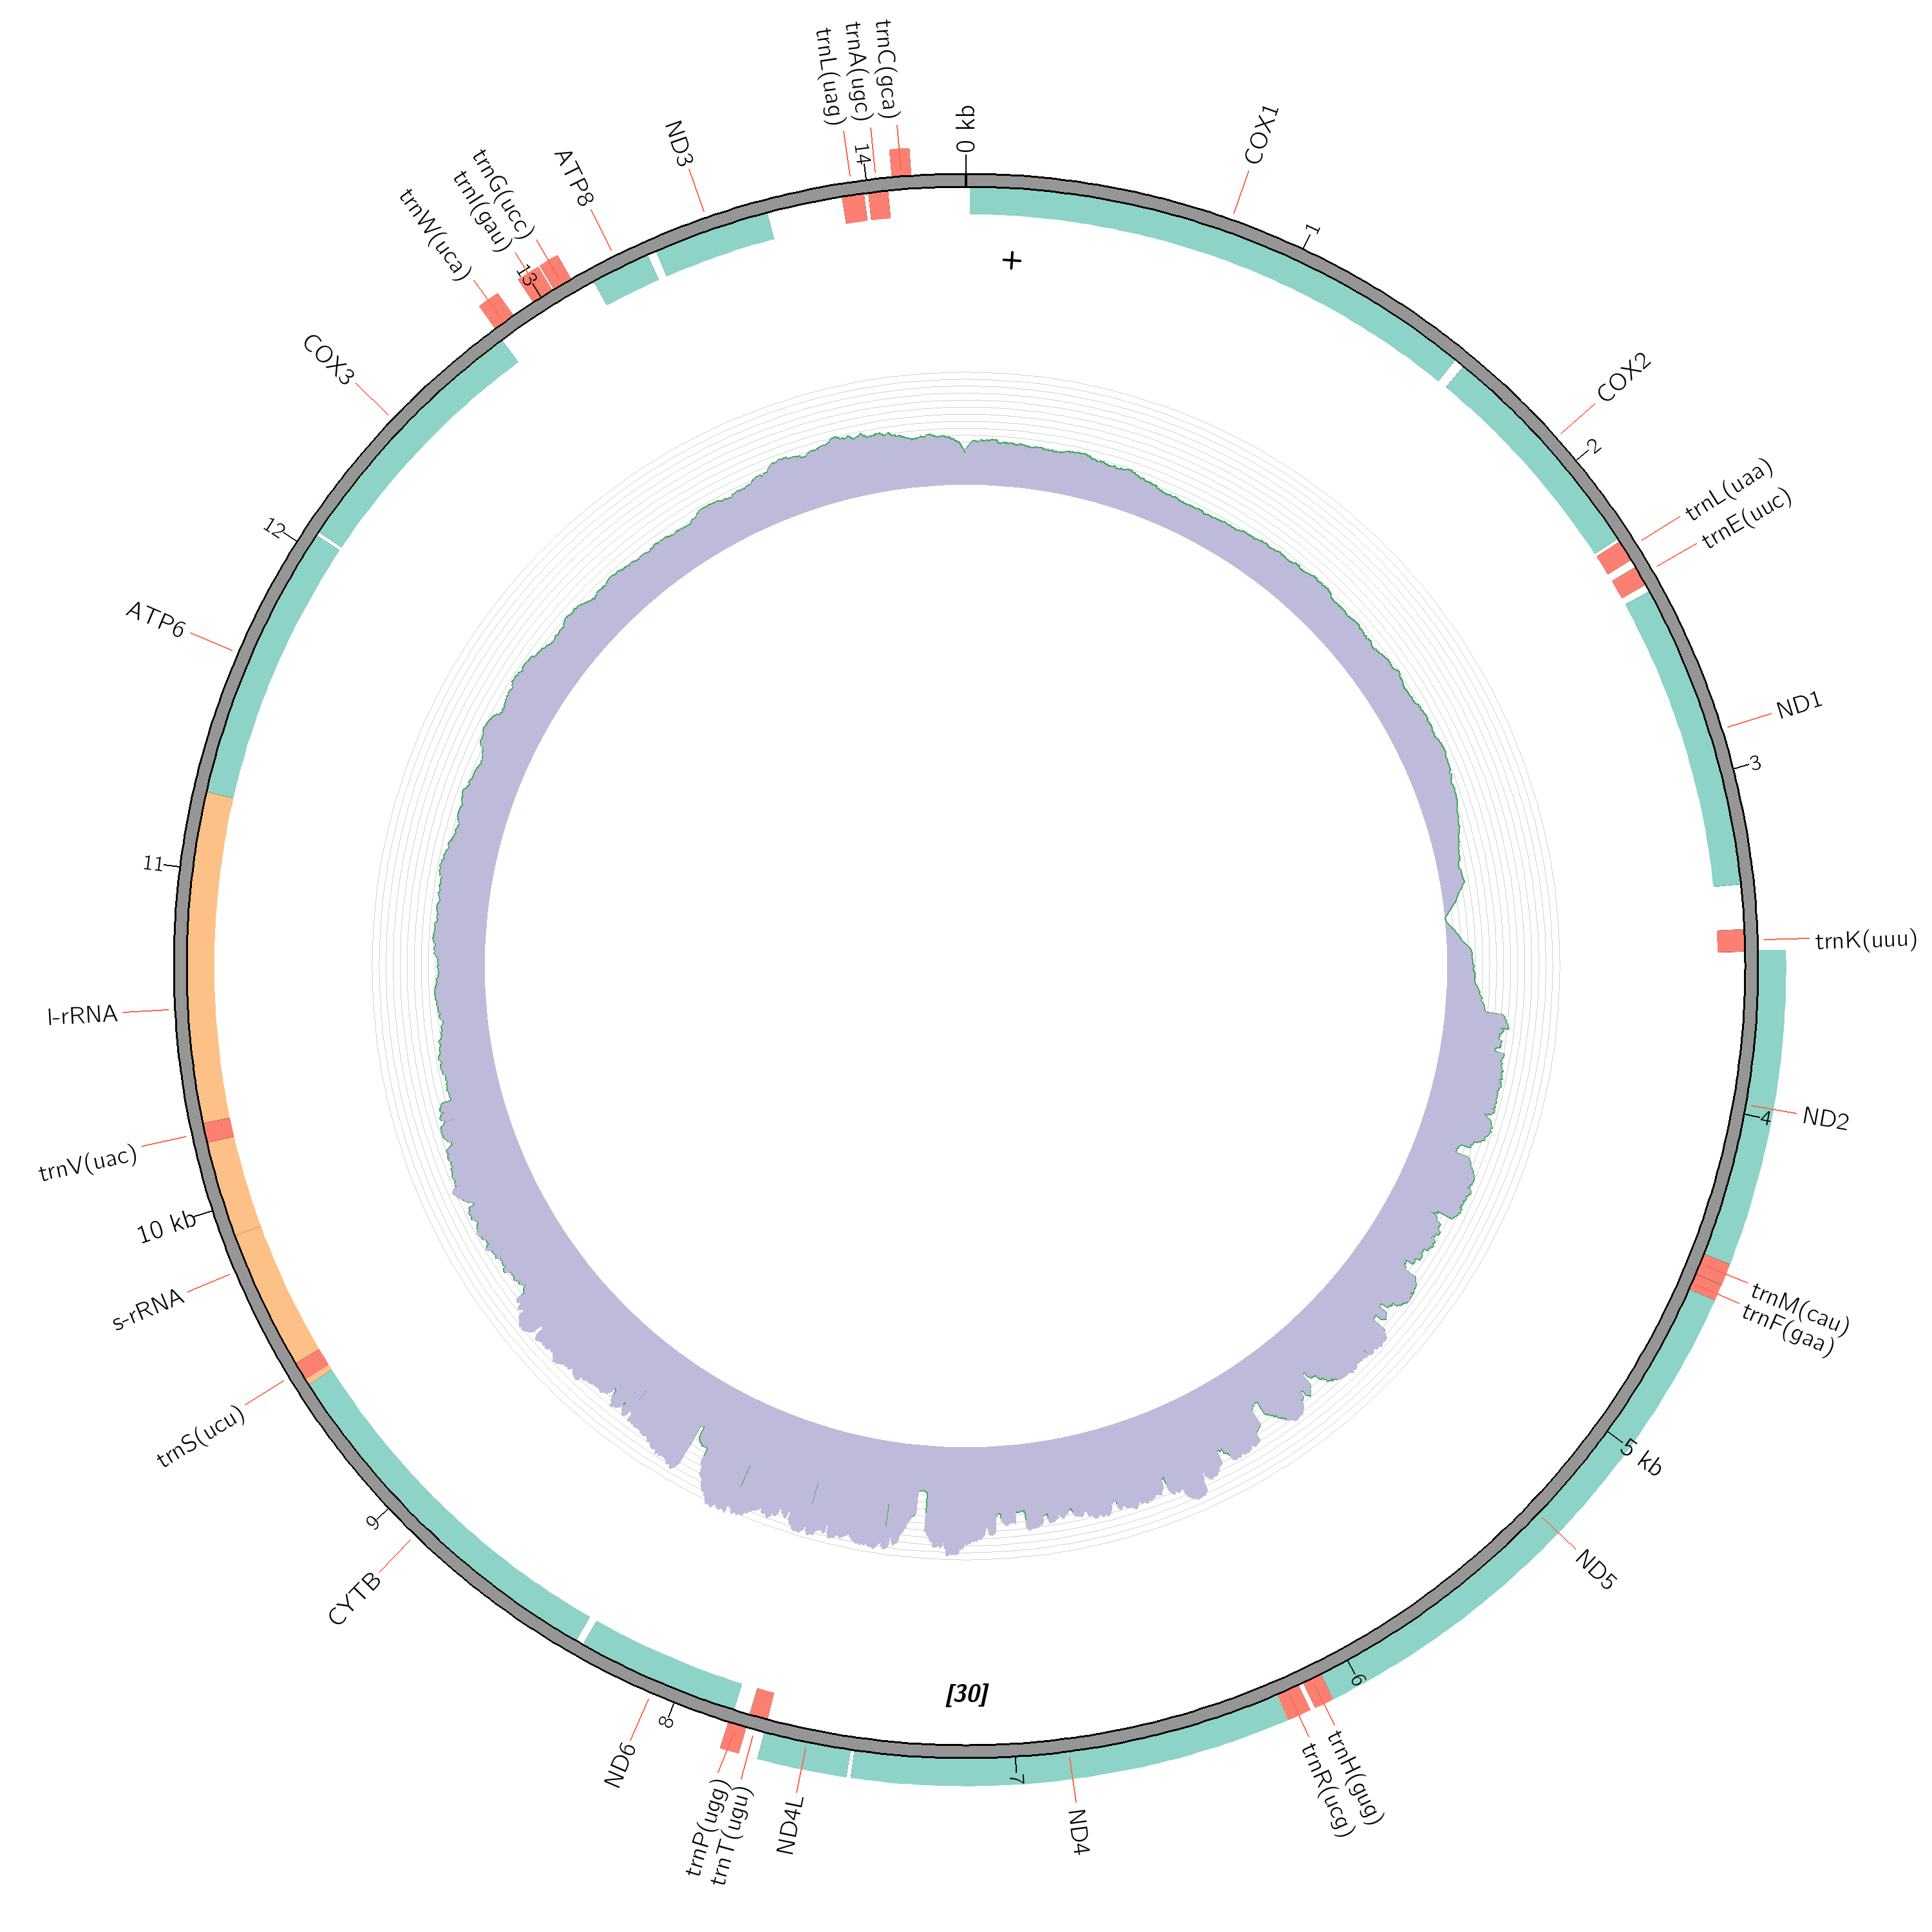 0 kb
COX1
1
COX2
2
trnL(uaa)
trnE(uuc)
ND1
3
trnK(uuu)
ND2
4
trnM(cau)
trnF(gaa)
5 kb
ND5
6
trnH(gug)
trnR(ucg)
ND4
7
ND4L
trnT(ugu)
trnP(ugg)
8
ND6
CYTB
9
trnS(ucu)
s-rRNA
10 kb
trnV(uac)
l-rRNA
11
ATP6
12
COX3
trnW(uca)
13
trnI(gau)
trnG(ucc)
ATP8
ND3
trnL(uag)
14
trnA(ugc)
trnC(gca)
+
[30]